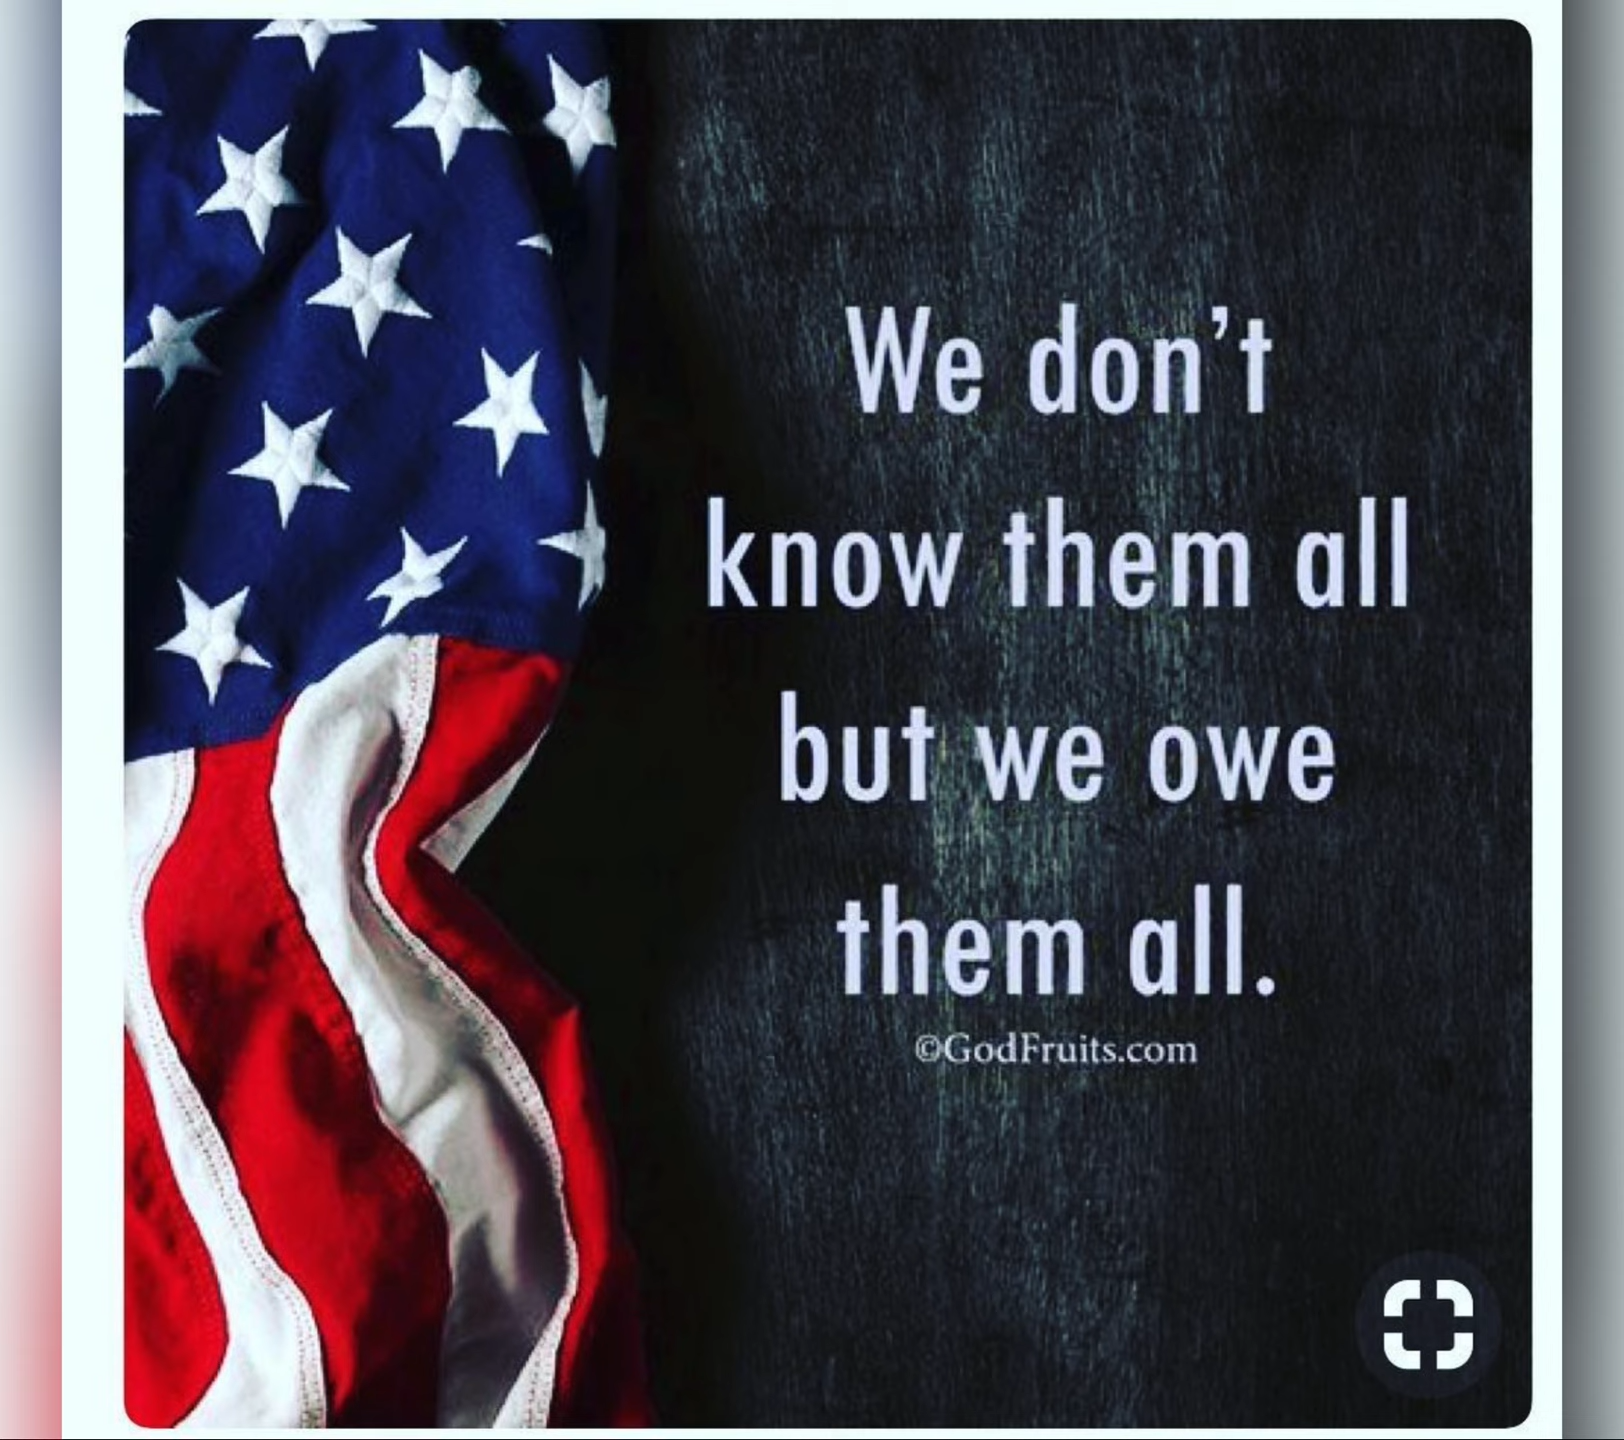 We don’t
know them all
but we owe
them all.
©GodFruits.com